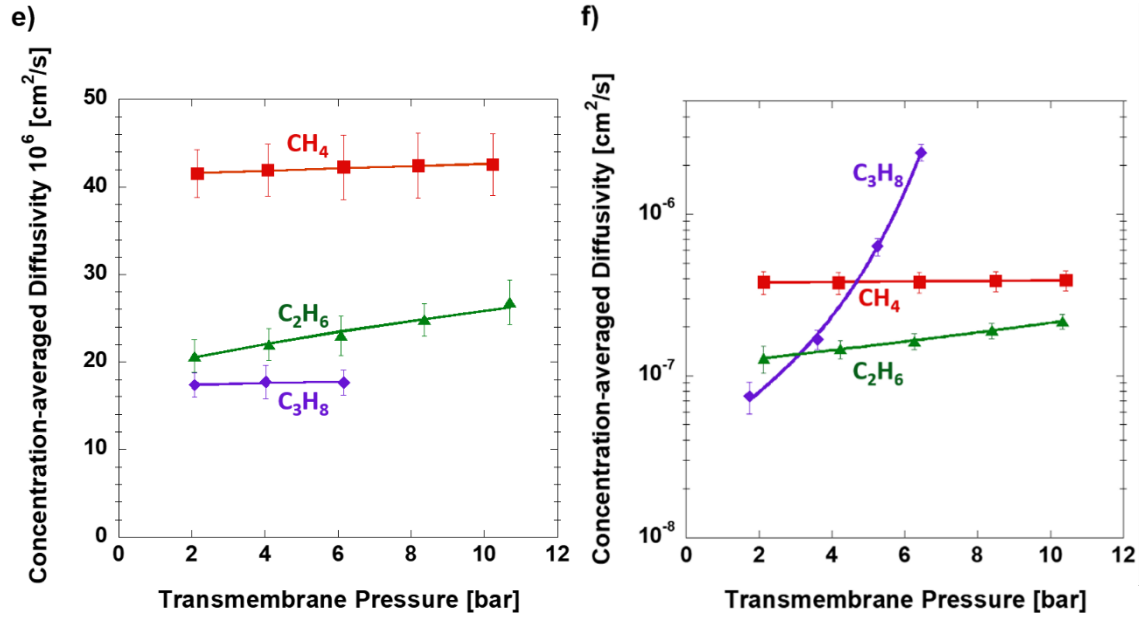 e)
Concentration-averaged Diffusivity 10⁶ [cm²/s]
50
40
30
20
10
0
CH₄
C₂H₆
C₃H₈
0 2 4 6 8 10 12
Transmembrane Pressure [bar]
f)
Concentration-averaged Diffusivity [cm²/s]
10⁻⁶
10⁻⁷
10⁻⁸
C₃H₈
CH₄
C₂H₆
0 2 4 6 8 10 12
Transmembrane Pressure [bar]